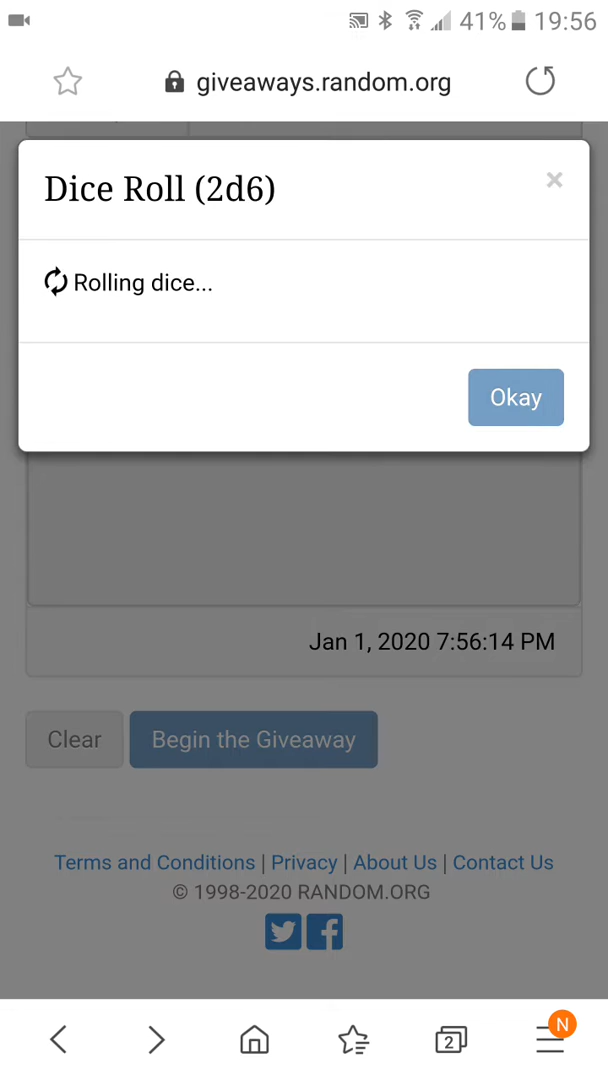 41% 19:56
giveaways.random.org
Dice Roll (2d6) ×
Rolling dice...
Okay
Jan 1, 2020 7:56:14 PM
Clear Begin the Giveaway
Terms and Conditions | Privacy | About Us | Contact Us
© 1998-2020 RANDOM.ORG
2 N